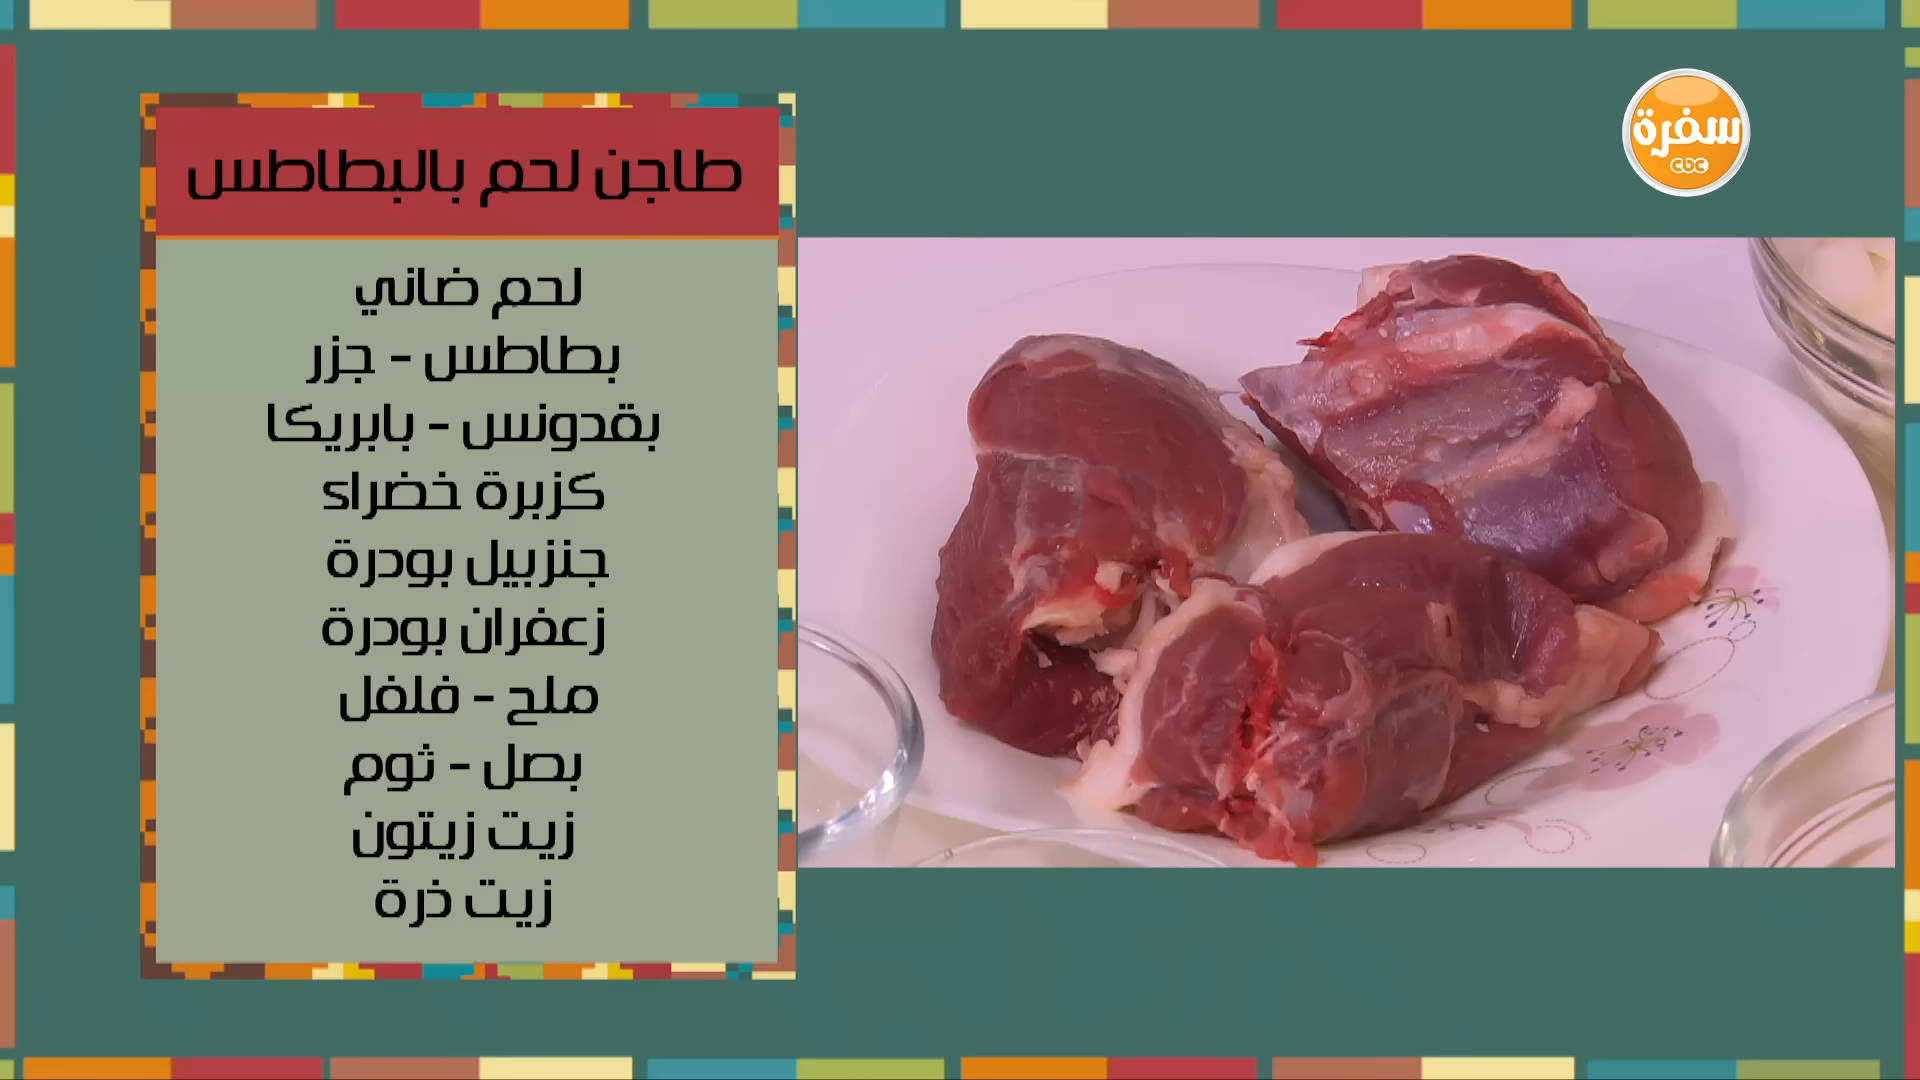 طاجن لحم بالبطاطس
لحم ضاني
بطاطس - جزر
بقدونس - بابريكا
كزبرة خضراء
جنزبيل بودرة
زعفران بودرة
ملح - فلفل
بصل - ثوم
زيت زيتون
زيت ذرة
سفرة
cbc